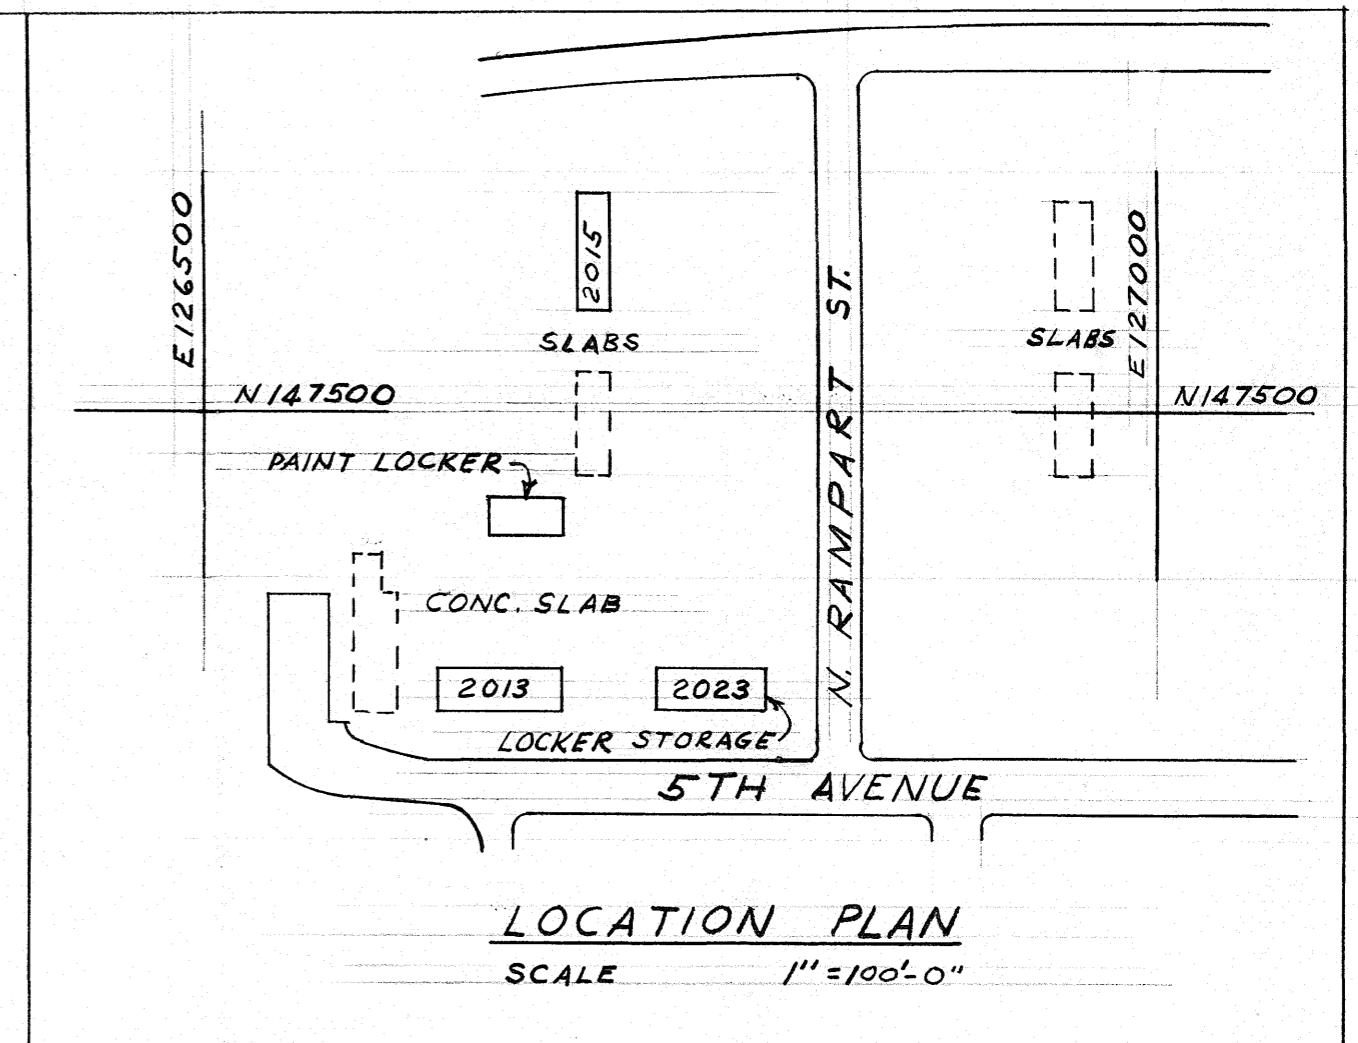 E126500
2015
SLABS
N147500
PAINT LOCKER
CONC. SLAB
2013
2023
LOCKER STORAGE
N. RAMPART ST.
SLABS
E127000
N147500
5TH AVENUE
LOCATION PLAN
SCALE 1"=100'-0"